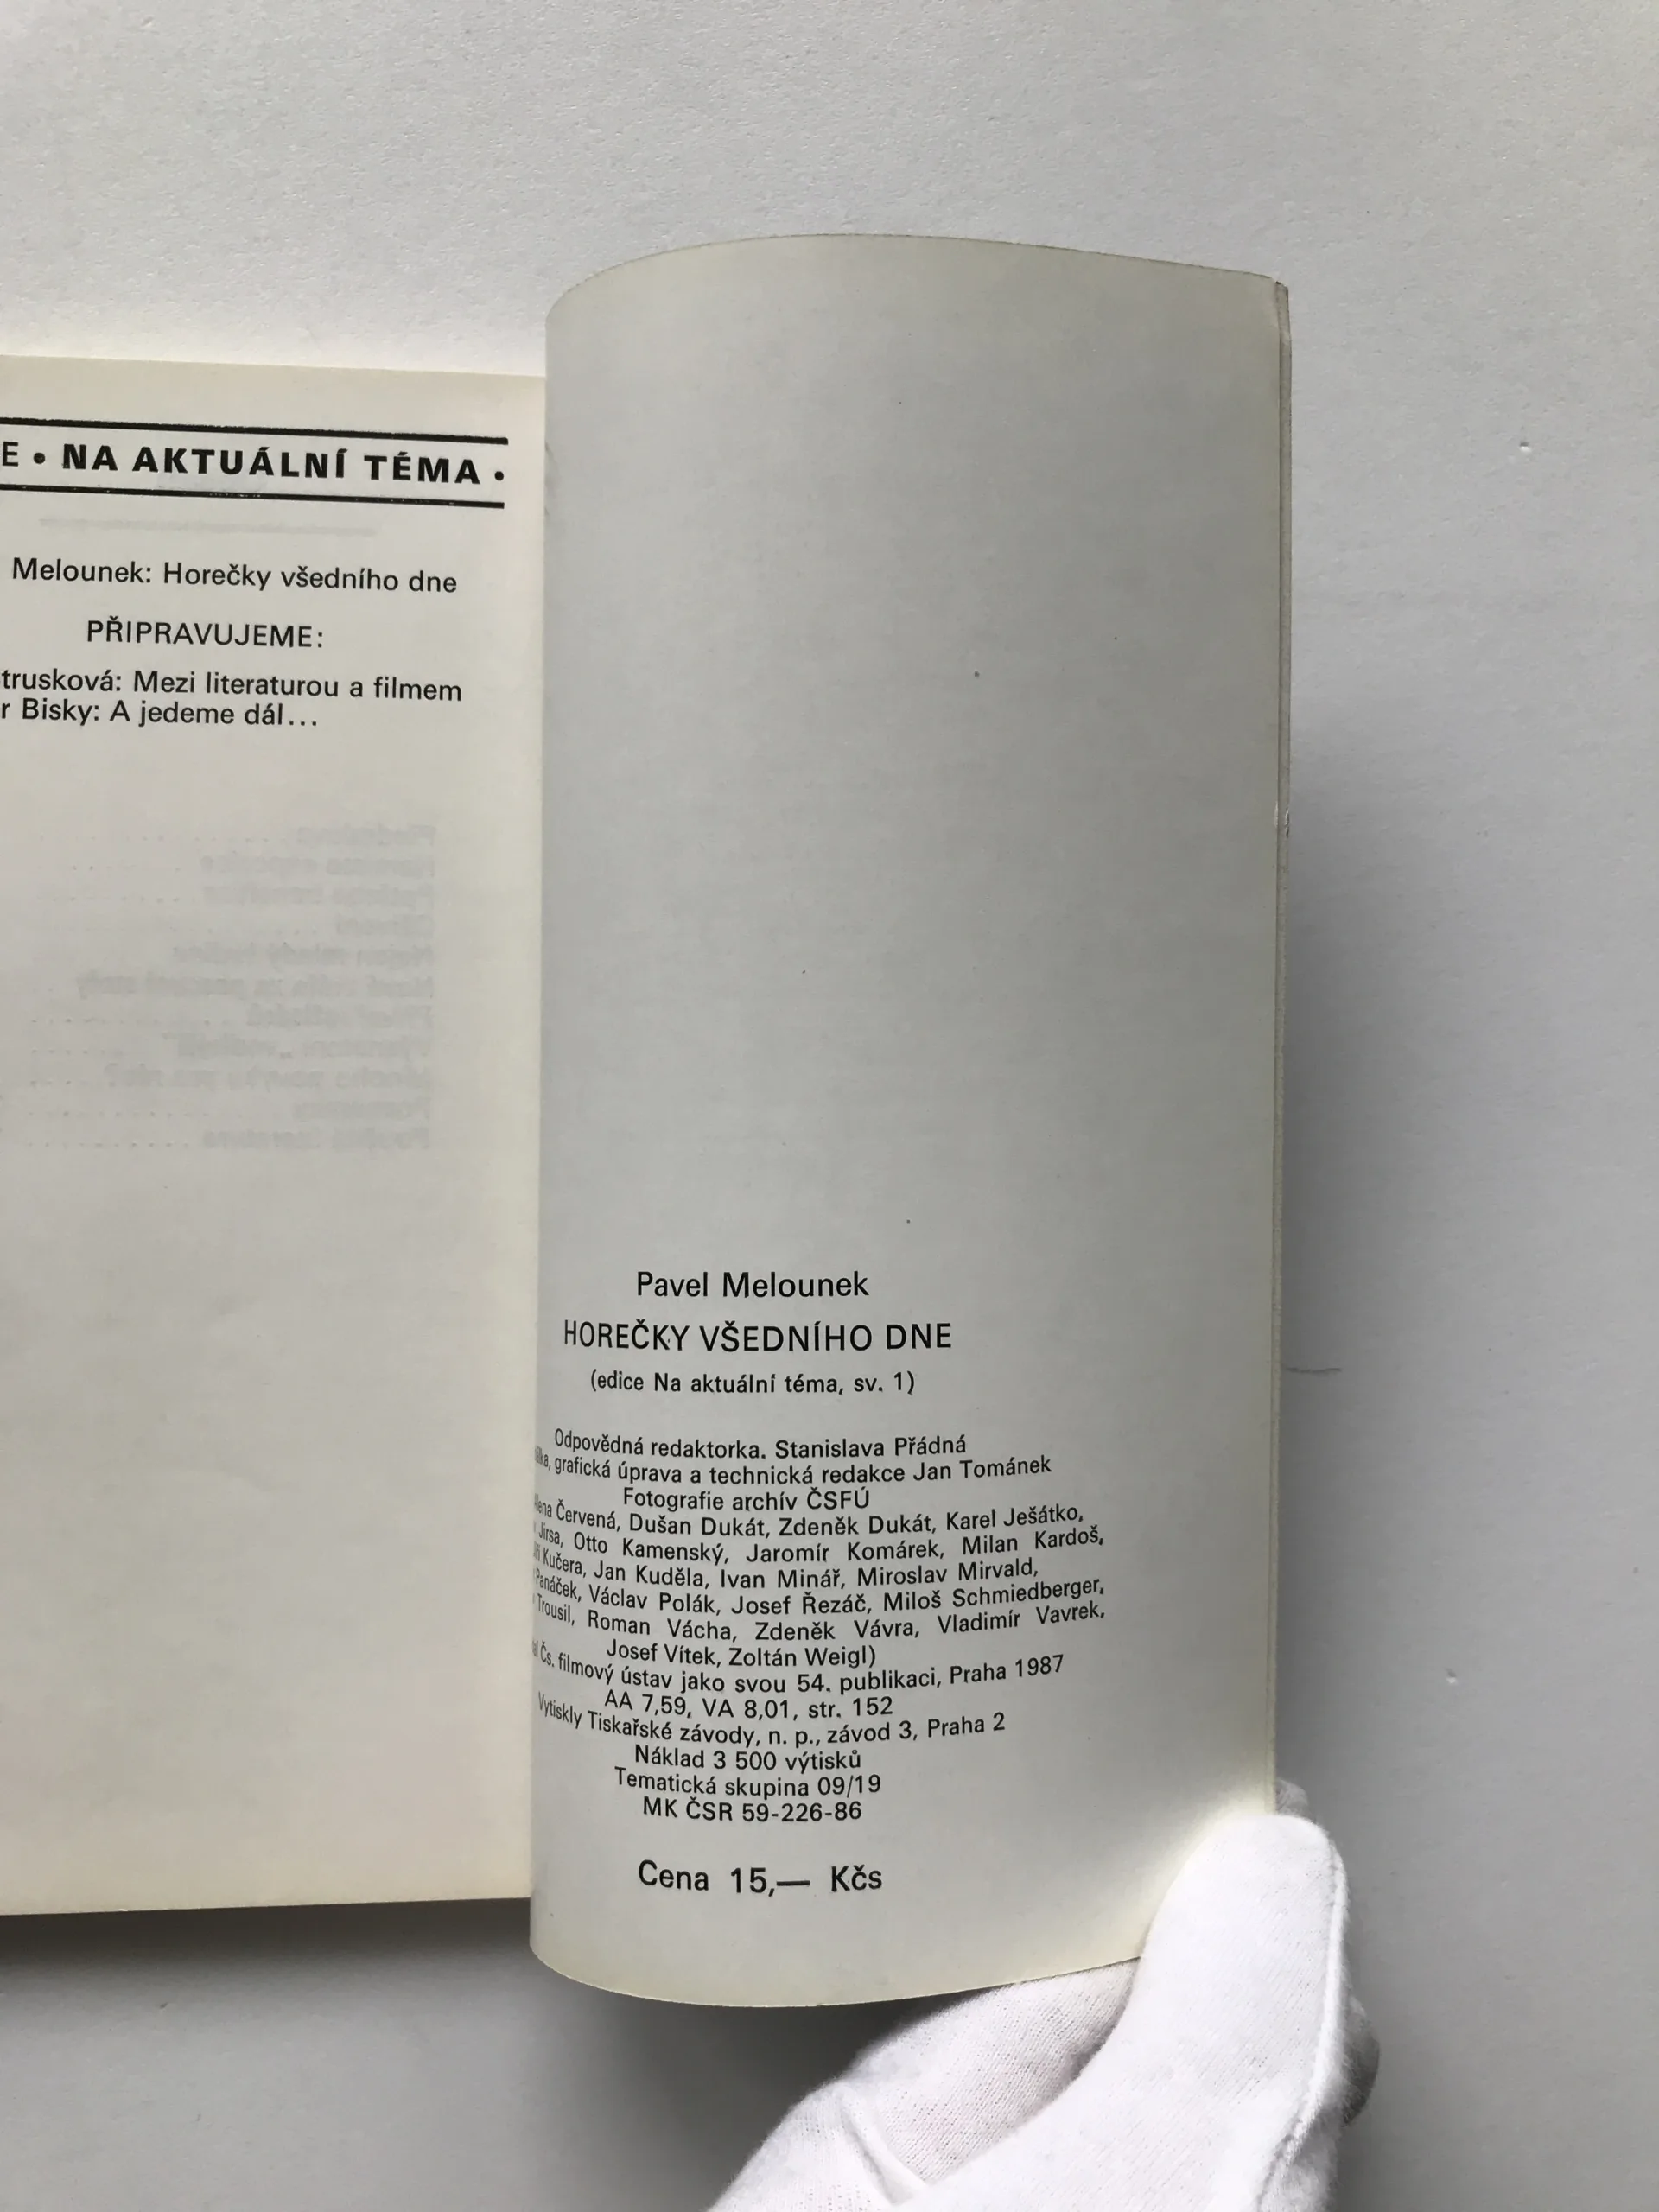 E • NA AKTUÁLNÍ TÉMA •
Melounek: Horečky všedního dne
PŘIPRAVUJEME:
trusková: Mezi literaturou a filmem
r Bisky: A jedeme dál...
Pavel Melounek
HOREČKY VŠEDNÍHO DNE
(edice Na aktuální téma, sv. 1)
Odpovědná redaktorka. Stanislava Přádná
álka, grafická úprava a technická redakce Jan Tománek
Fotografie archív ČSFÚ
lena Červená, Dušan Dukát, Zdeněk Dukát, Karel Ješátko,
Jirsa, Otto Kamenský, Jaromír Komárek, Milan Kardoš,
Kučera, Jan Kuděla, Ivan Minář, Miroslav Mirvald,
Panáček, Václav Polák, Josef Řezáč, Miloš Schmiedberger,
Trousil, Roman Vácha, Zdeněk Vávra, Vladimír Vavrek,
Josef Vítek, Zoltán Weigl)
al Čs. filmový ústav jako svou 54. publikaci, Praha 1987
AA 7,59, VA 8,01, str. 152
Vytiskly Tiskařské závody, n. p., závod 3, Praha 2
Náklad 3 500 výtisků
Tematická skupina 09/19
MK ČSR 59-226-86
Cena 15,— Kčs